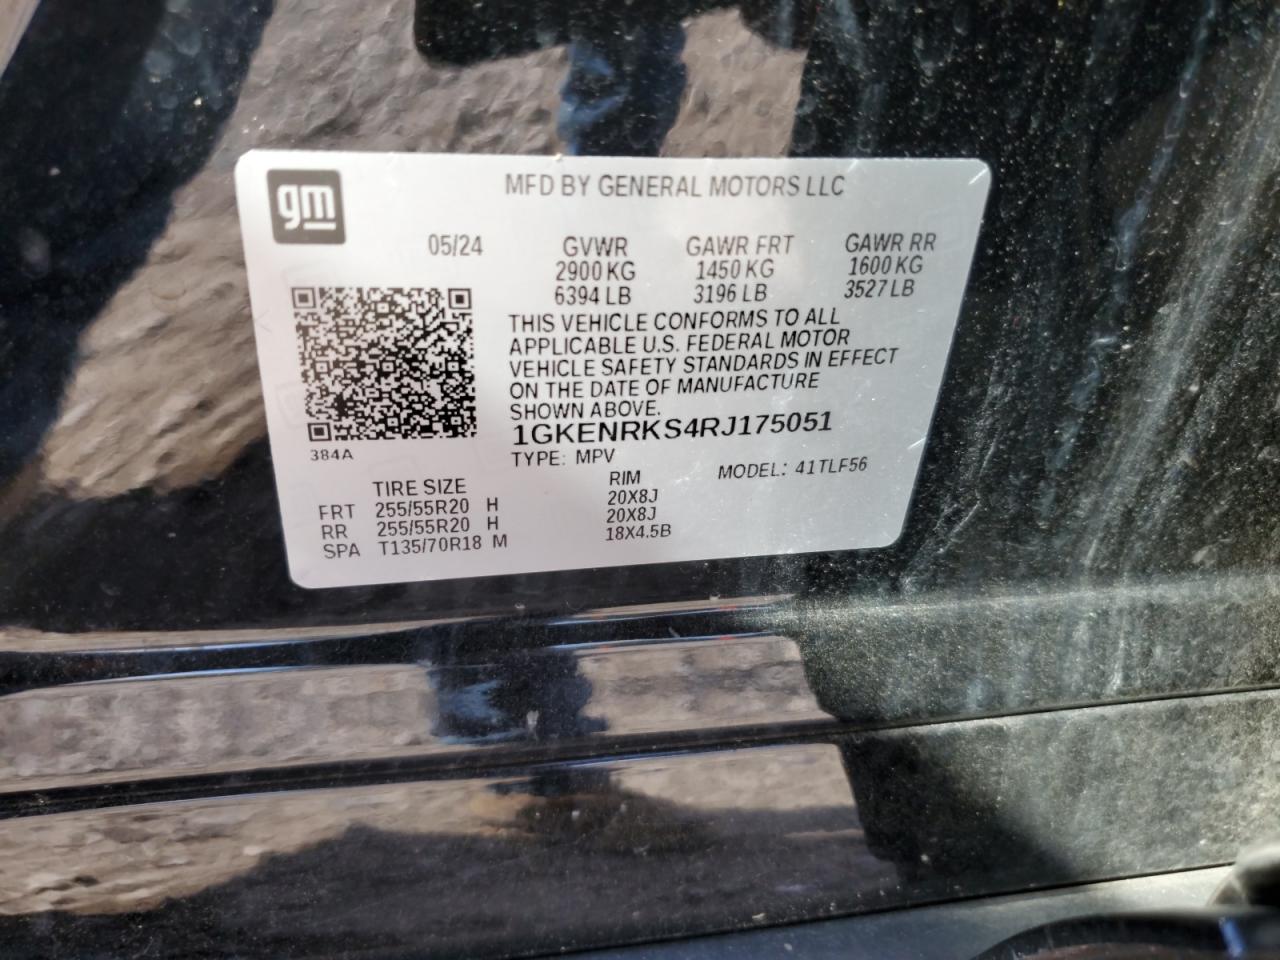 gm
MFD BY GENERAL MOTORS LLC
05/24 GVWR GAWR FRT GAWR RR
2900 KG 1450 KG 1600 KG
6394 LB 3196 LB 3527 LB
THIS VEHICLE CONFORMS TO ALL
APPLICABLE U.S. FEDERAL MOTOR
VEHICLE SAFETY STANDARDS IN EFFECT
ON THE DATE OF MANUFACTURE
SHOWN ABOVE.
1GKENRKS4RJ175051
384A
TYPE: MPV MODEL: 41TLF56
TIRE SIZE RIM
FRT 255/55R20 H 20X8J
RR 255/55R20 H 20X8J
SPA T135/70R18 M 18X4.5B